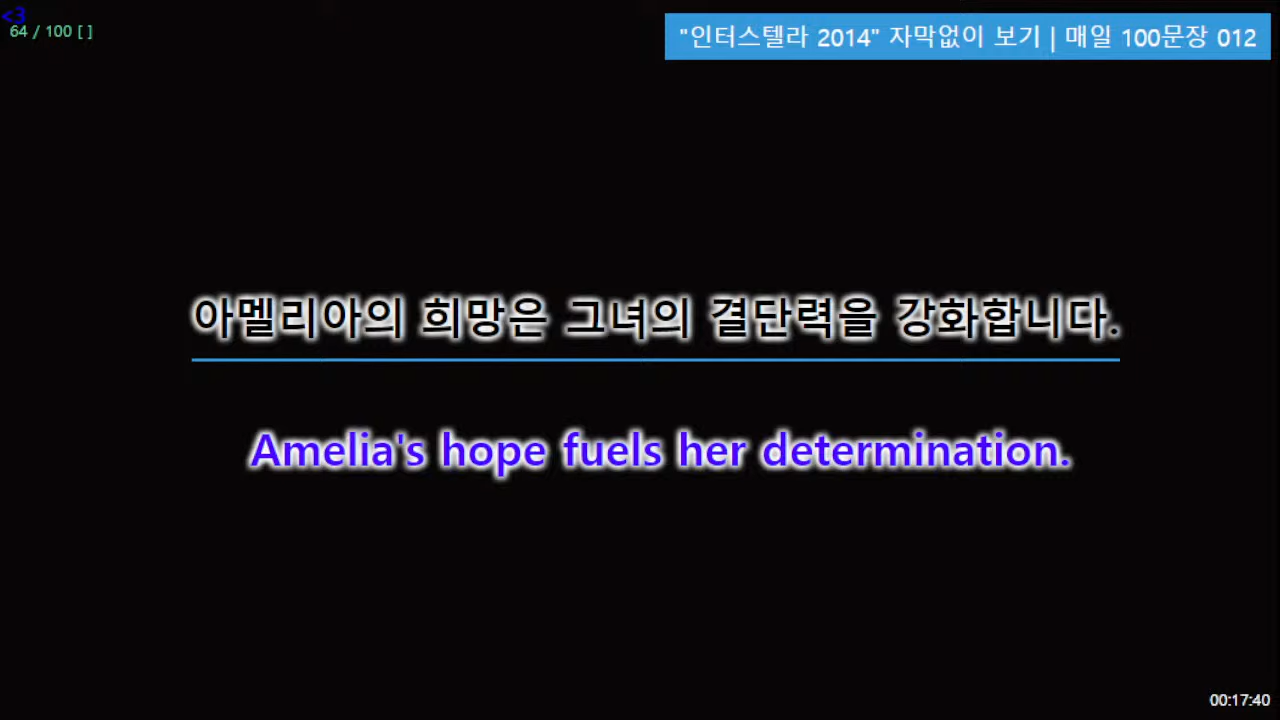 <3
64 / 100 [ ]
"인터스텔라 2014" 자막없이 보기 | 매일 100문장 012
아멜리아의 희망은 그녀의 결단력을 강화합니다.
Amelia's hope fuels her determination.
00:17:40